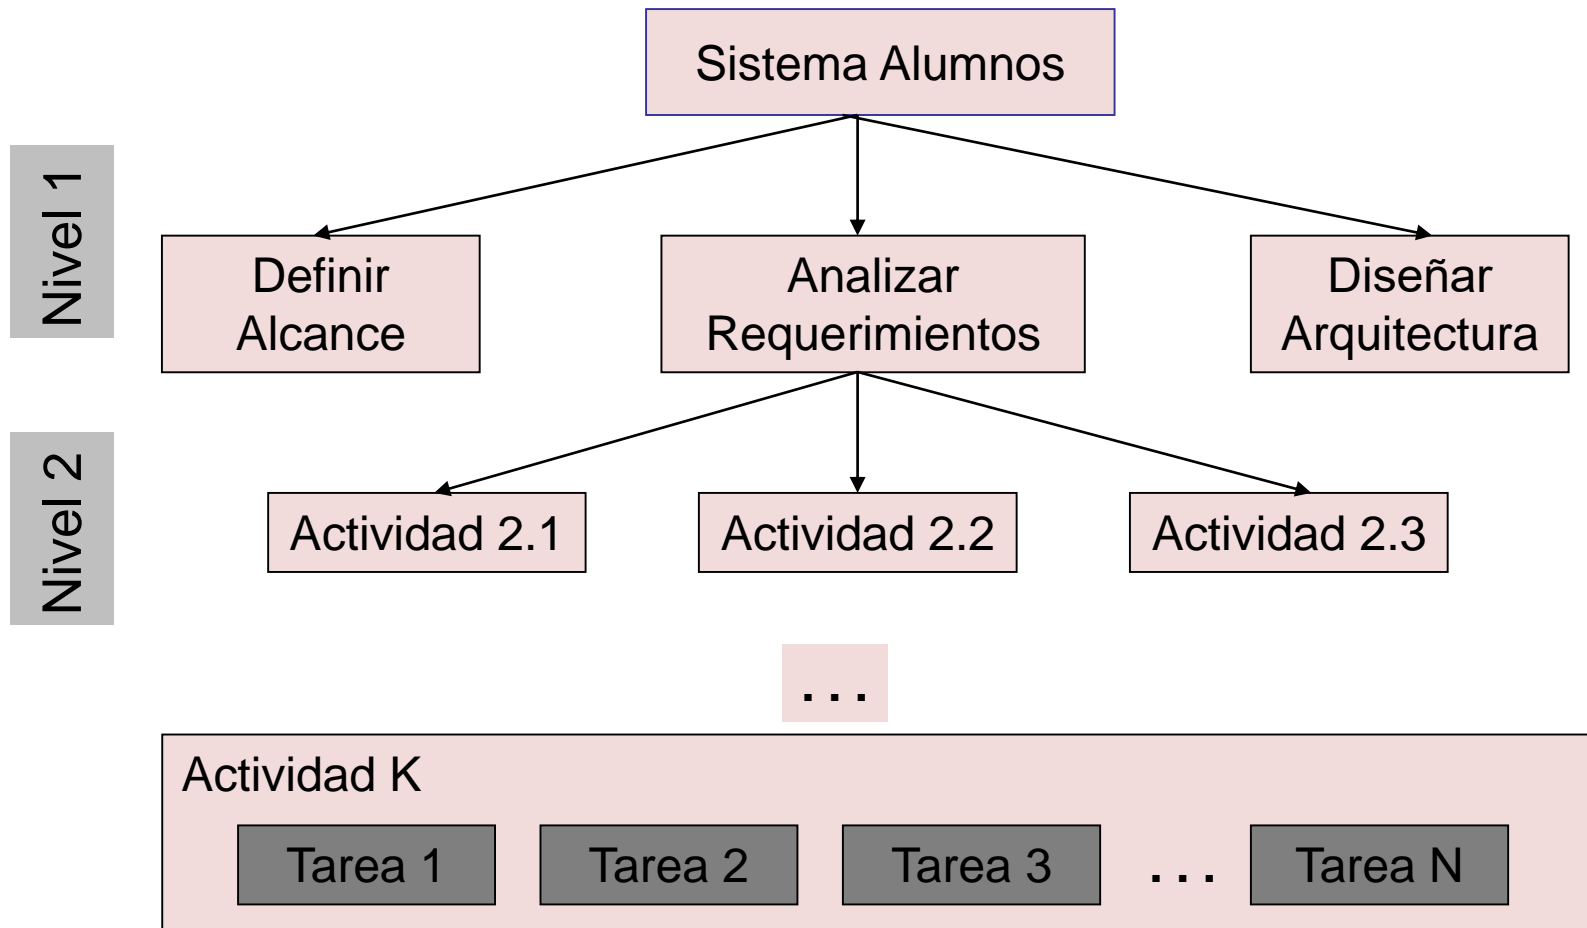 Sistema Alumnos
Nivel 1
Definir
Alcance
Analizar
Requerimientos
Diseñar
Arquitectura
Nivel 2
Actividad 2.1
Actividad 2.2
Actividad 2.3
. . .
Actividad K
Tarea 1
Tarea 2
Tarea 3
. . .
Tarea N